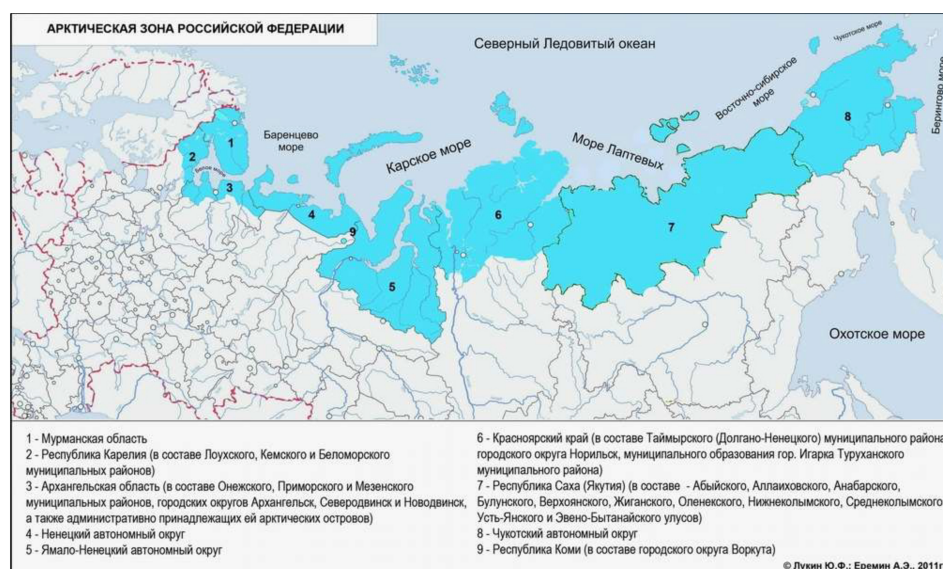 АРКТИЧЕСКАЯ ЗОНА РОССИЙСКОЙ ФЕДЕРАЦИИ
Северный Ледовитый океан
Чукотское море
Восточно-сибирское
море
Берингово море
Баренцево
море
Карское море
Море Лаптевых
Белое море
Охотское море
1
2
3
4
9
5
6
7
8
1 - Мурманская область
2 - Республика Карелия (в составе Лоухского, Кемского и Беломорского
муниципальных районов)
3 - Архангельская область (в составе Онежского, Приморского и Мезенского
муниципальных районов, городских округов Архангельск, Северодвинск и Новодвинск,
а также административно принадлежащих ей арктических островов)
4 - Ненецкий автономный округ
5 - Ямало-Ненецкий автономный округ
6 - Красноярский край (в составе Таймырского (Долгано-Ненецкого) муниципального района
городского округа Норильск, муниципального образования гор. Игарка Туруханского
муниципального района)
7 - Республика Саха (Якутия) (в составе - Абыйского, Аллаиховского, Анабарского,
Булунского, Верхоянского, Жиганского, Оленекского, Нижнеколымского, Среднеколымского
Усть-Янского и Эвено-Бытанайского улусов)
8 - Чукотский автономный округ
9 - Республика Коми (в составе городского округа Воркута)
© Лукин Ю.Ф.; Еремин А.Э., 2011г